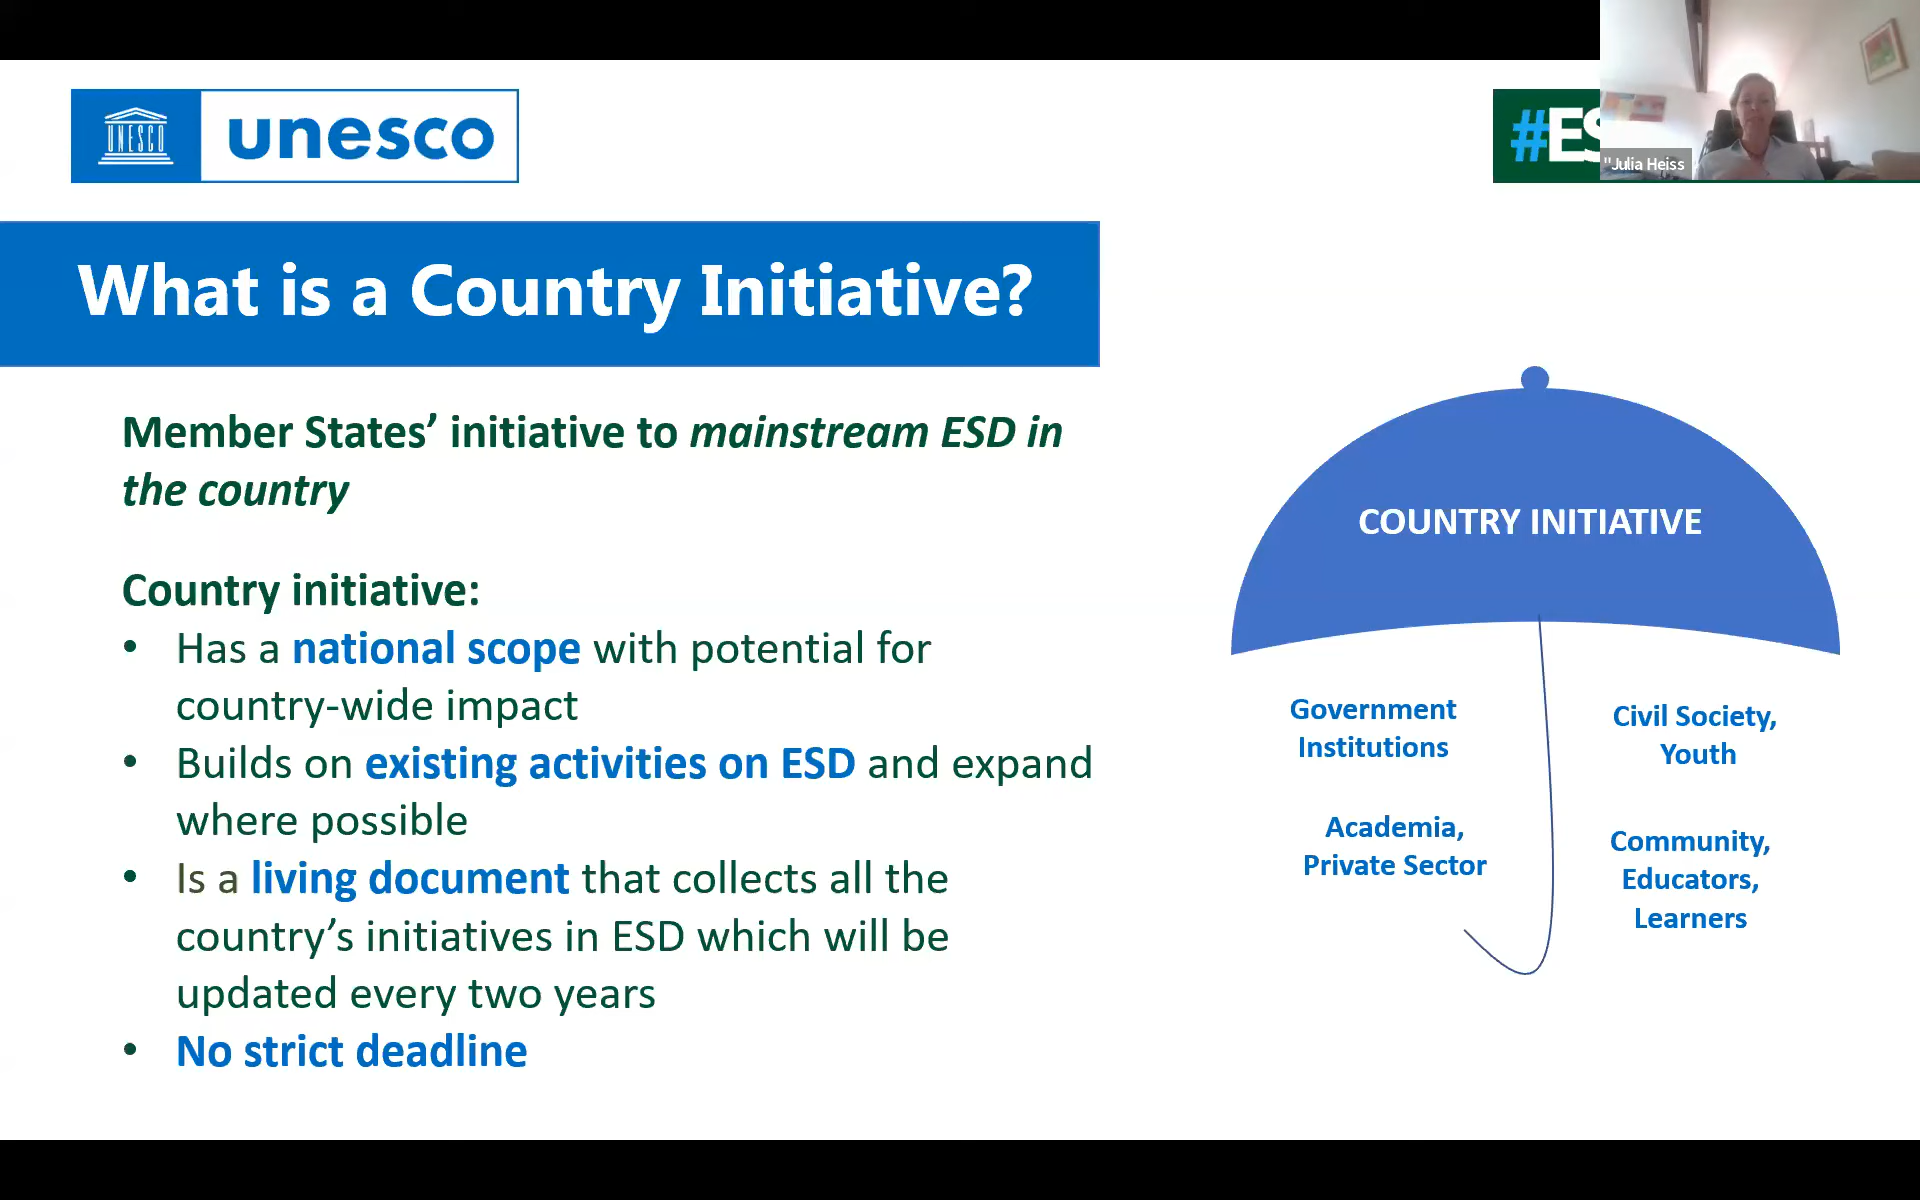 UNESCO
unesco
#ES
"Julia Heiss
What is a Country Initiative?
Member States’ initiative to mainstream ESD in
the country
Country initiative:
• Has a national scope with potential for
country-wide impact
• Builds on existing activities on ESD and expand
where possible
• Is a living document that collects all the
country’s initiatives in ESD which will be
updated every two years
• No strict deadline
COUNTRY INITIATIVE
Government
Institutions
Civil Society,
Youth
Academia,
Private Sector
Community,
Educators,
Learners